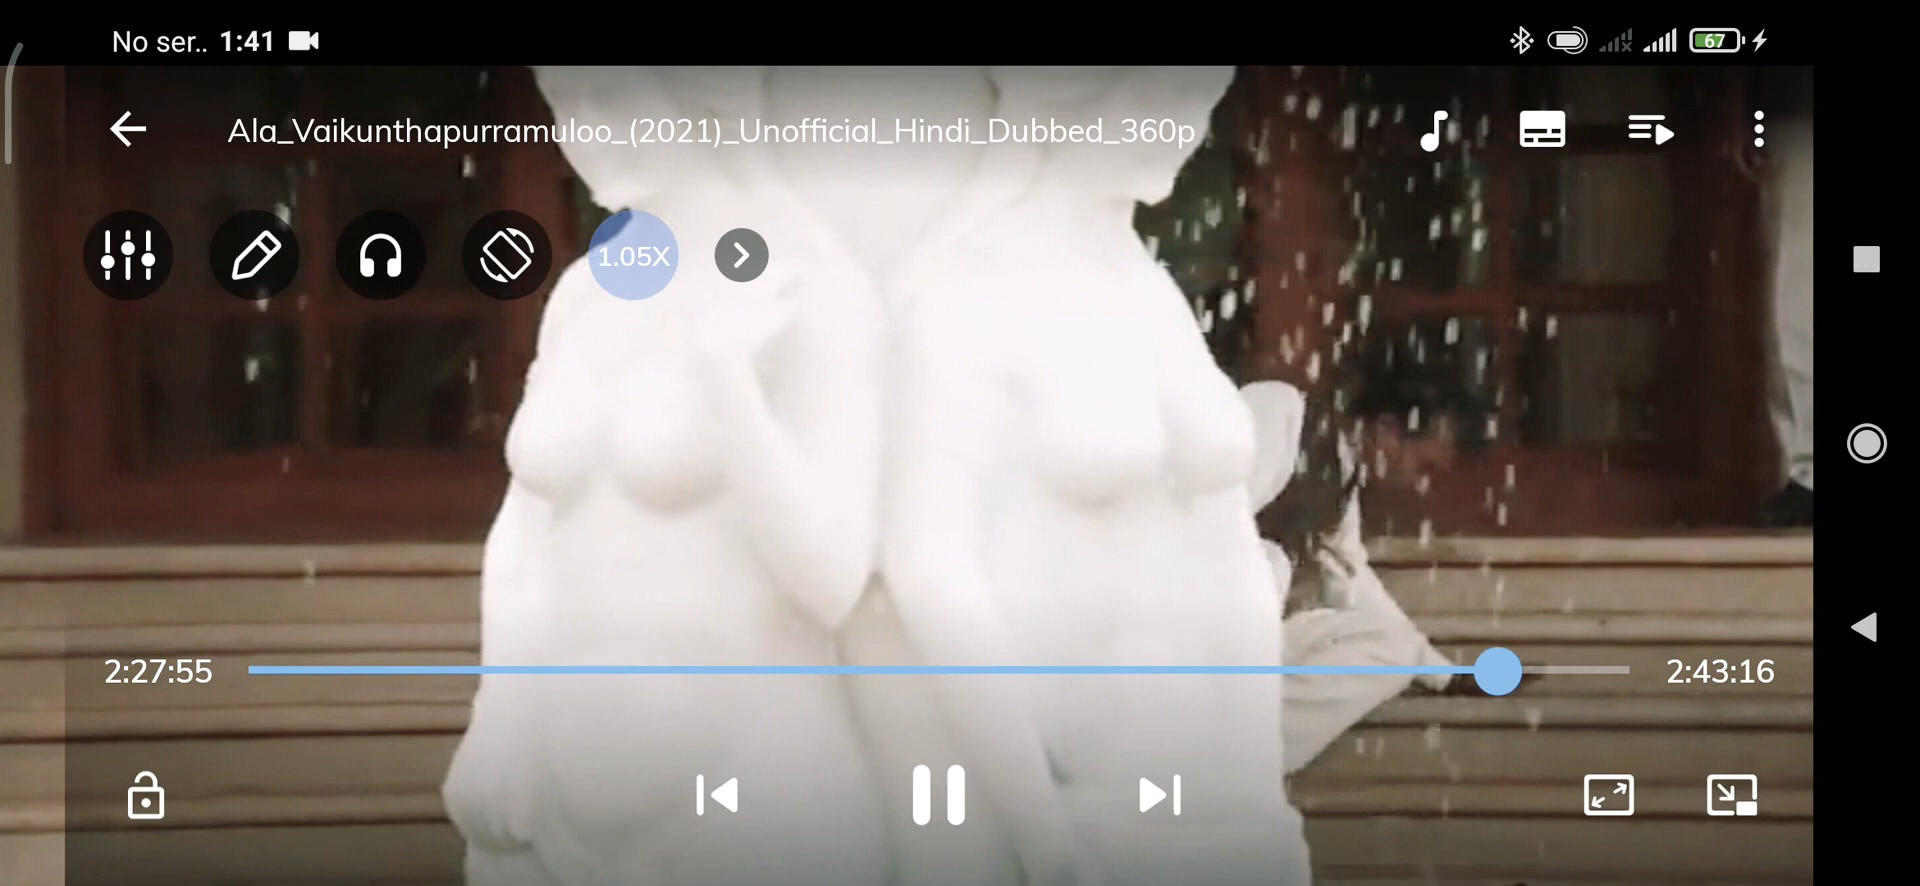 No ser.. 1:41
67
Ala_Vaikunthapurramuloo_(2021)_Unofficial_Hindi_Dubbed_360p
1.05X
2:27:55
2:43:16